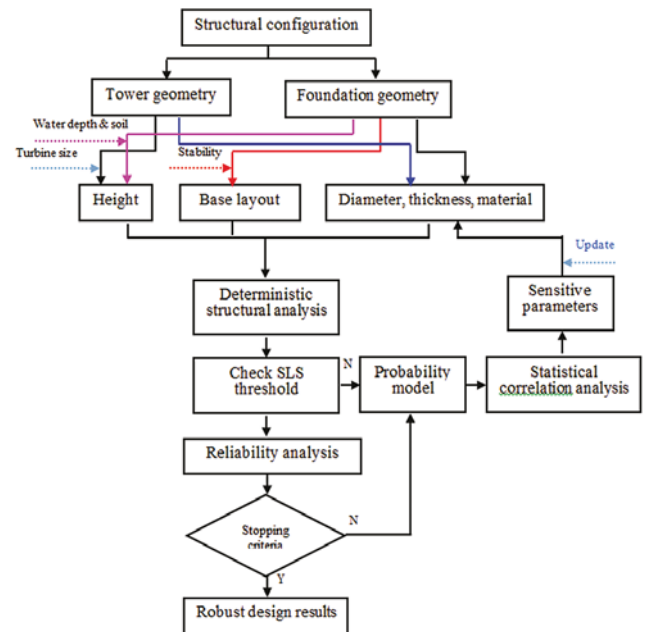 Structural configuration
Tower geometry
Foundation geometry
Water depth & soil
Turbine size
Stability
Height
Base layout
Diameter, thickness, material
Update
Deterministic
structural analysis
Sensitive
parameters
Check SLS
threshold
N
Probability
model
Statistical
correlation analysis
Reliability analysis
Stopping
criteria
N
Y
Robust design results